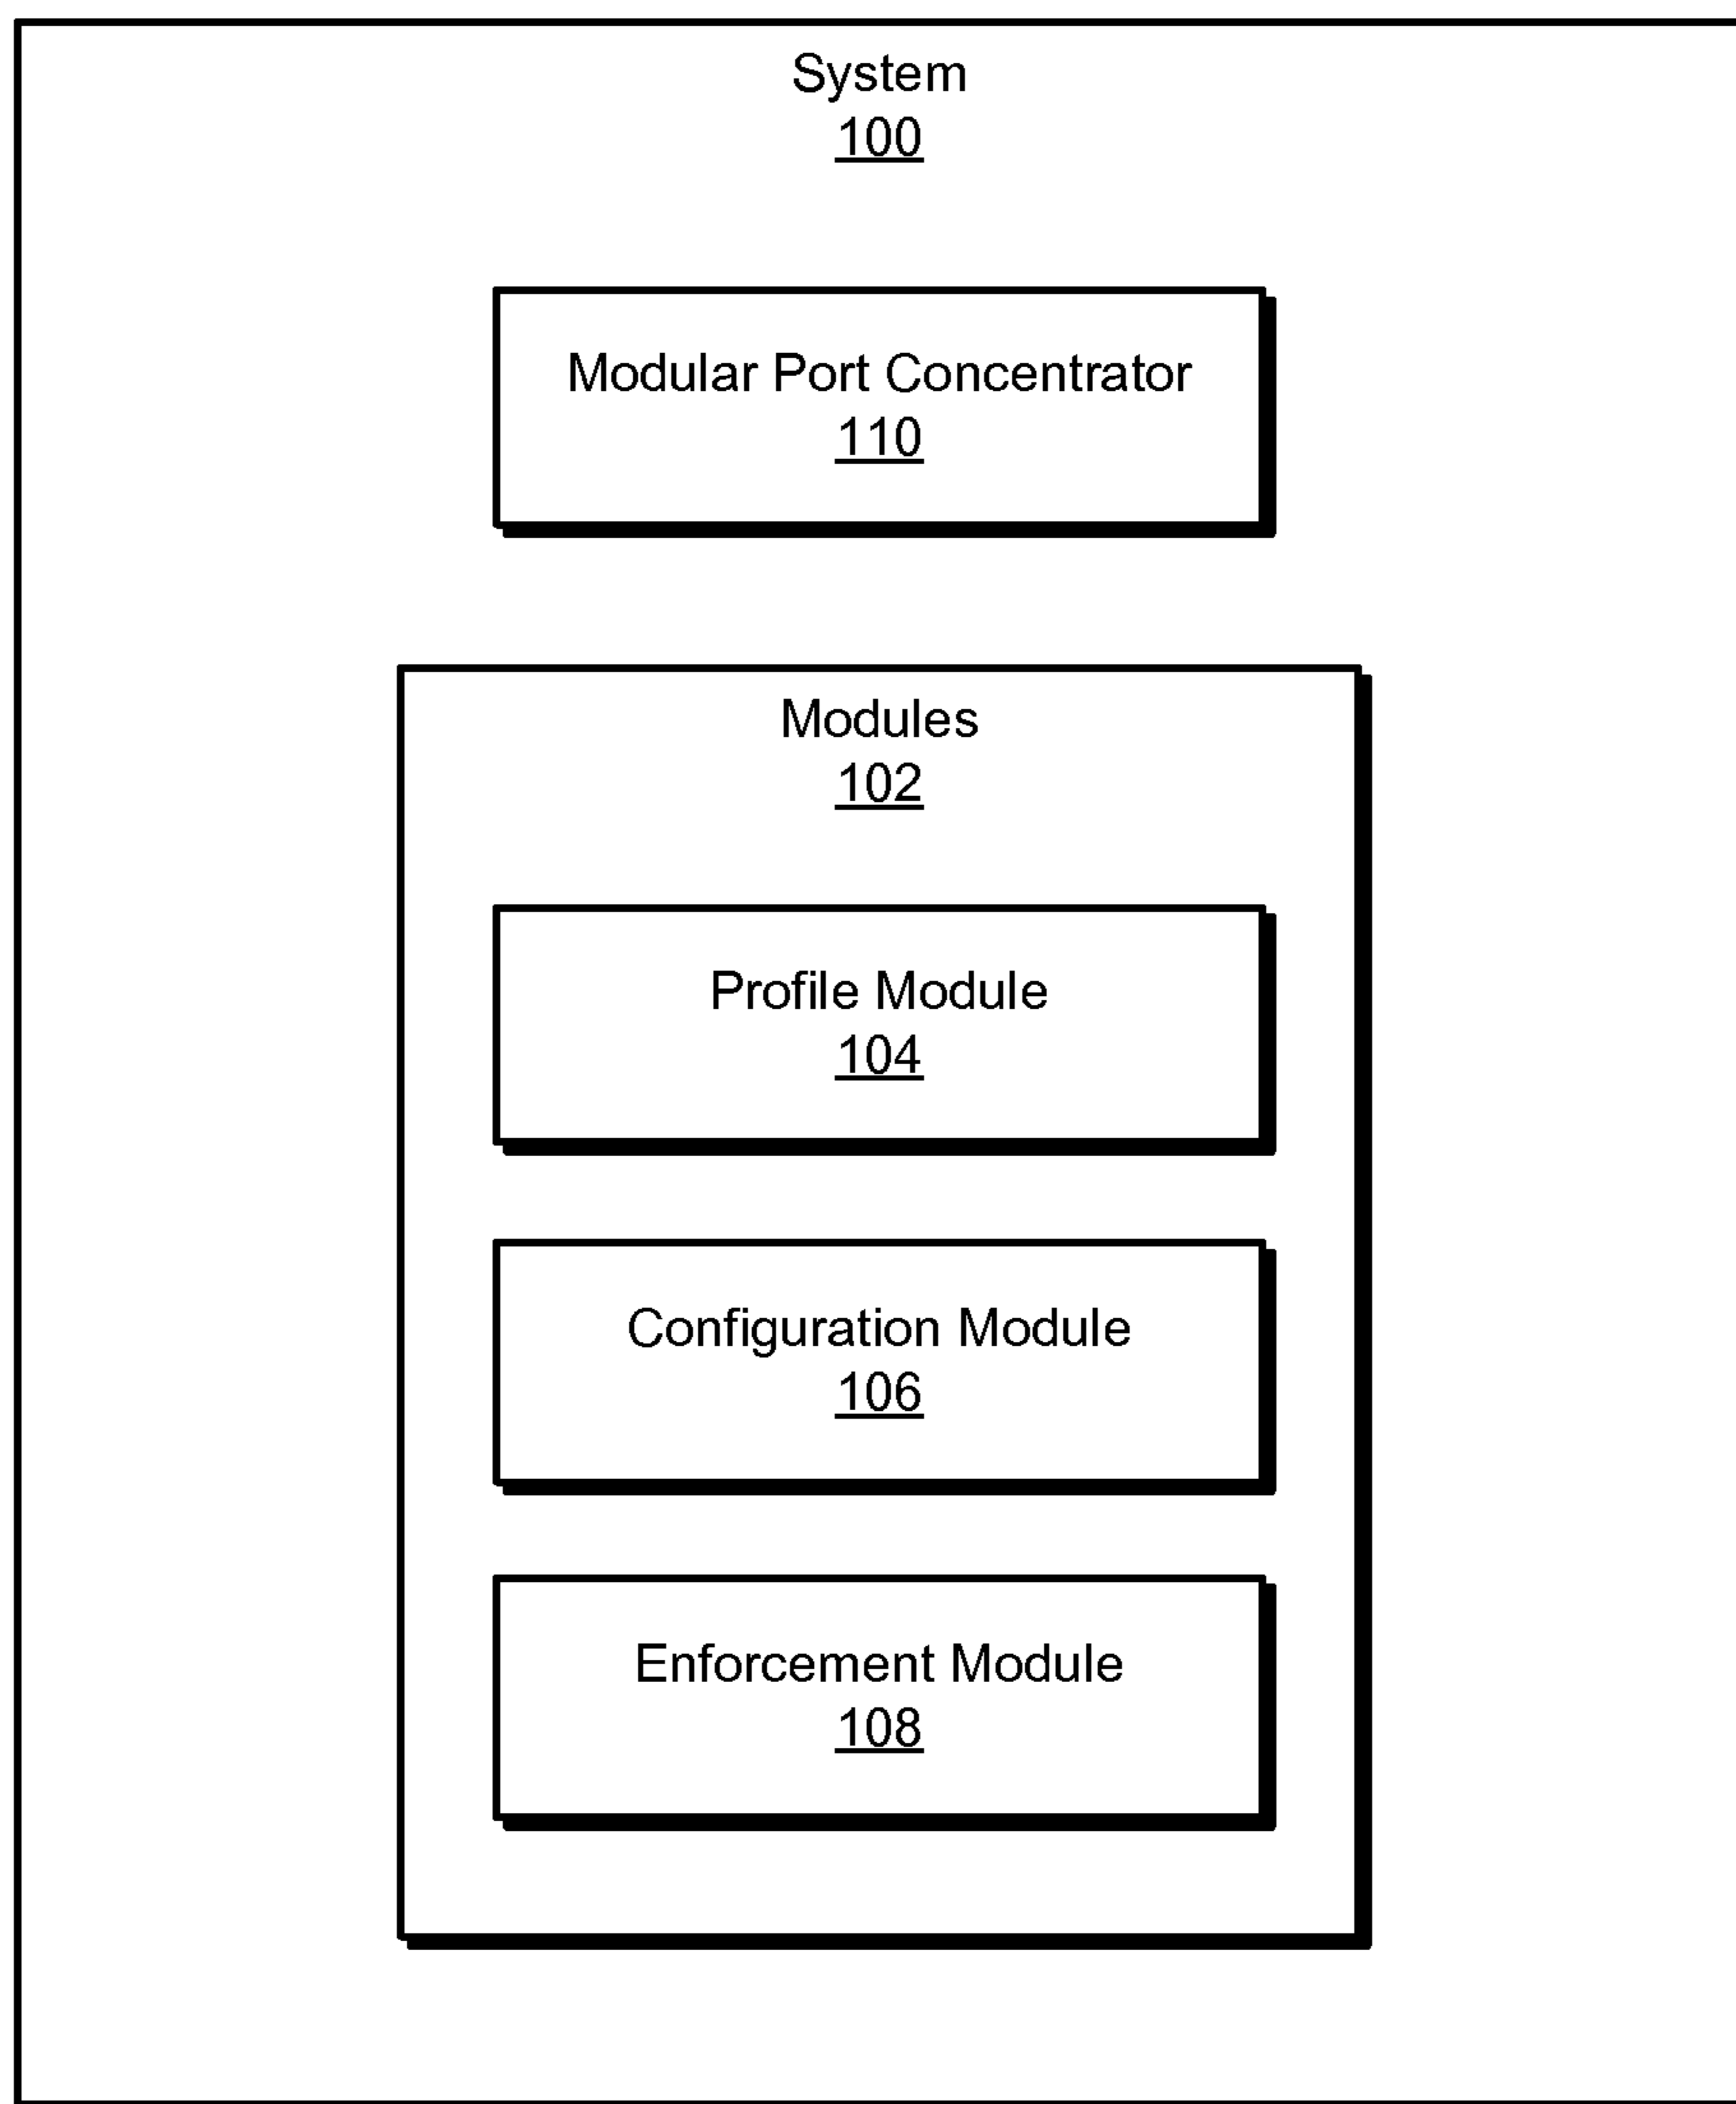 System
100
Modular Port Concentrator
110
Modules
102
Profile Module
104
Configuration Module
106
Enforcement Module
108